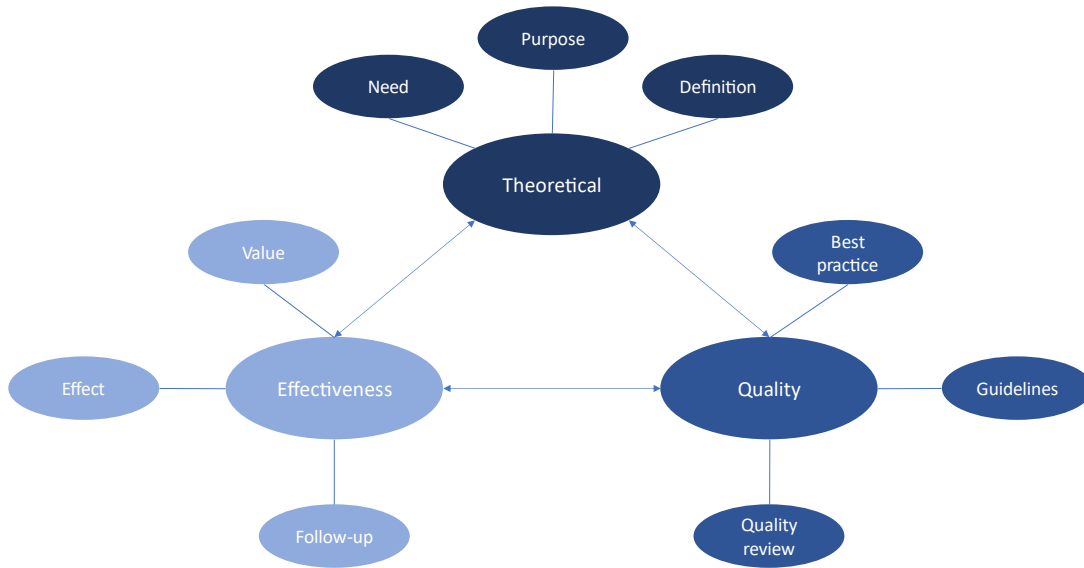 Purpose
Need
Definition
Theoretical
Value
Best
practice
Effect
Effectiveness
Quality
Guidelines
Follow-up
Quality
review